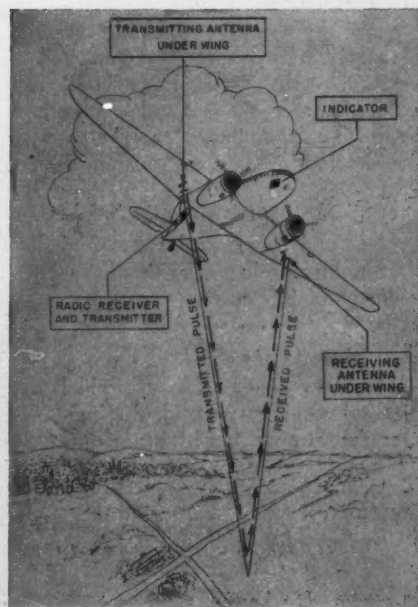 TRANSMITTING ANTENNA
UNDER WING
INDICATOR
RADIO RECEIVER
AND TRANSMITTER
TRANSMITTED PULSE
RECEIVED PULSE
RECEIVING
ANTENNA
UNDER WING